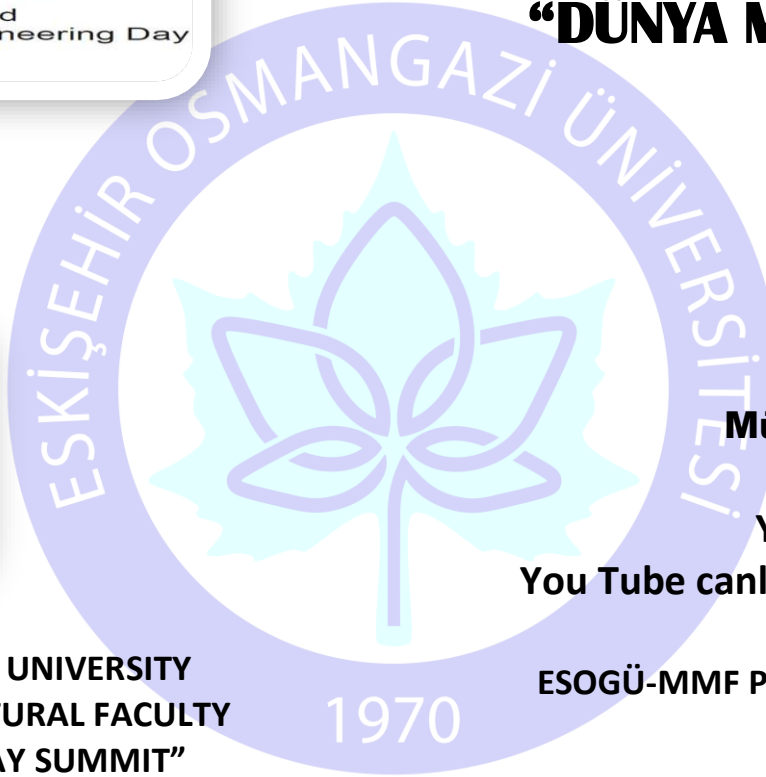 neering Day
“DÜNYA M
ESKİŞEHİR OSMANGAZİ ÜNİVERSİTESİ
Mü
Y
You Tube canl
UNIVERSITY
TURAL FACULTY
AY SUMMIT”
ESOGÜ-MMF P
1970